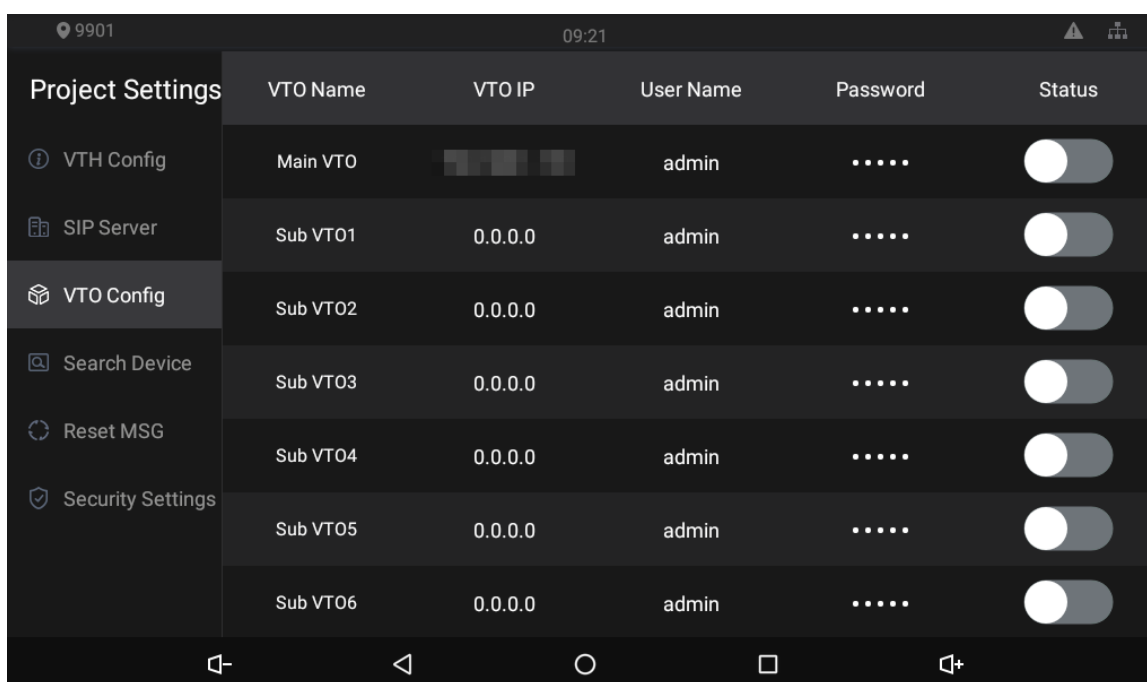 9901
09:21
Project Settings
VTH Config
SIP Server
VTO Config
Search Device
Reset MSG
Security Settings
VTO Name VTO IP User Name Password Status
Main VTO admin •••••
Sub VTO1 0.0.0.0 admin •••••
Sub VTO2 0.0.0.0 admin •••••
Sub VTO3 0.0.0.0 admin •••••
Sub VTO4 0.0.0.0 admin •••••
Sub VTO5 0.0.0.0 admin •••••
Sub VTO6 0.0.0.0 admin •••••